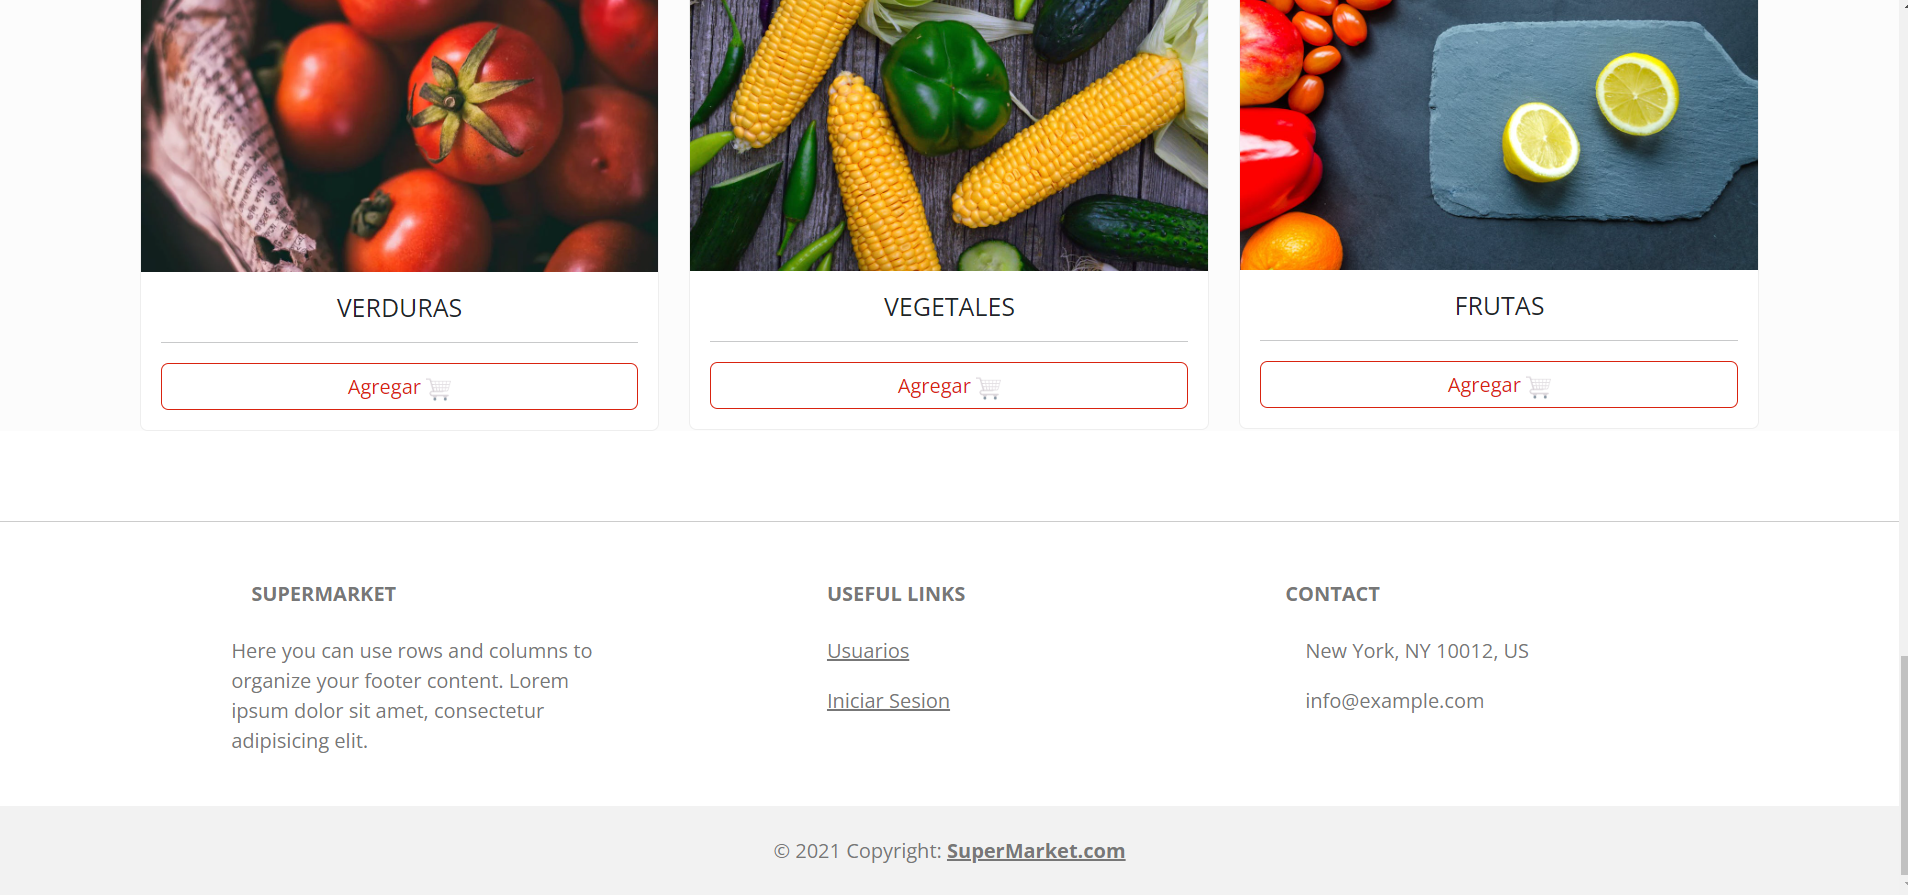 VERDURAS
VEGETALES
FRUTAS
Agregar
Agregar
Agregar
SUPERMARKET
Here you can use rows and columns to
organize your footer content. Lorem
ipsum dolor sit amet, consectetur
adipisicing elit.
USEFUL LINKS
Usuarios
Iniciar Sesion
CONTACT
New York, NY 10012, US
info@example.com
© 2021 Copyright: SuperMarket.com